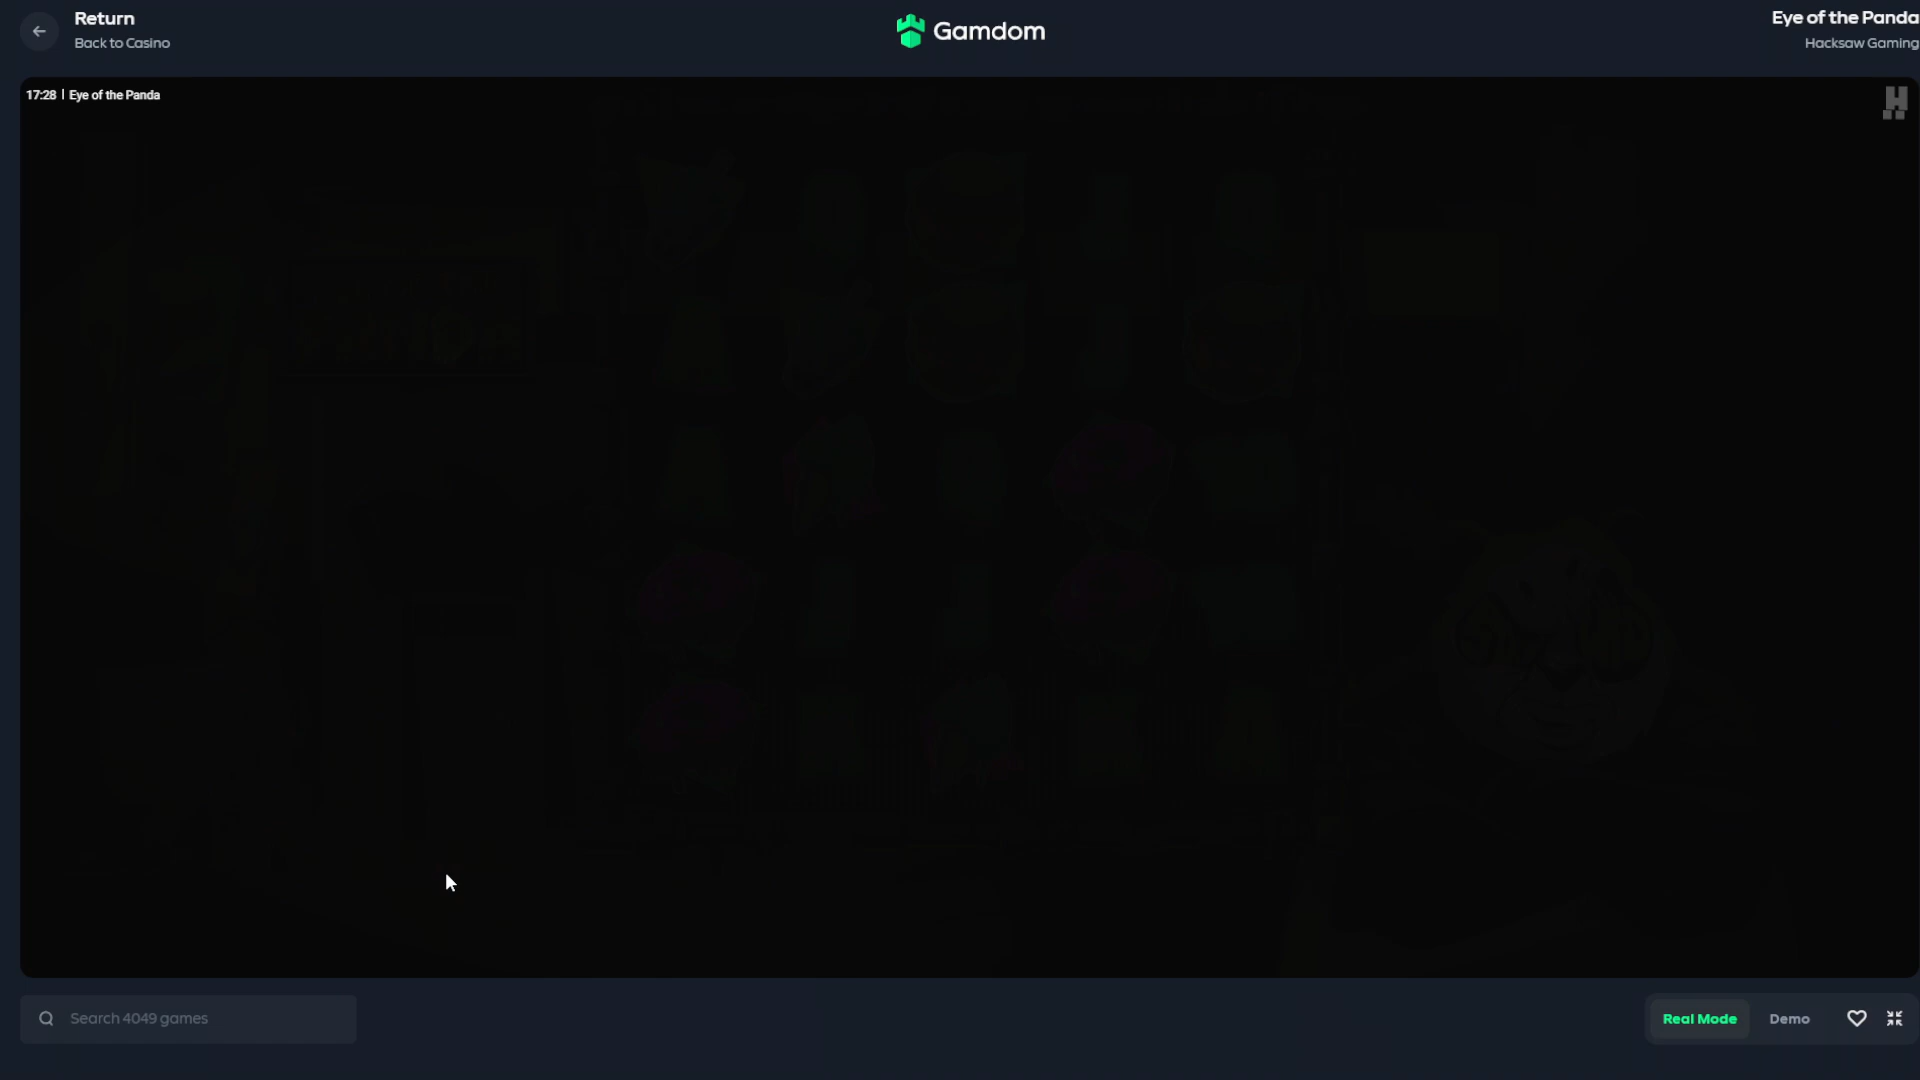 Return
Back to Casino
Gamdom
Eye of the Panda
Hacksaw Gaming
17:28 | Eye of the Panda
Search 4049 games
Real Mode
Demo